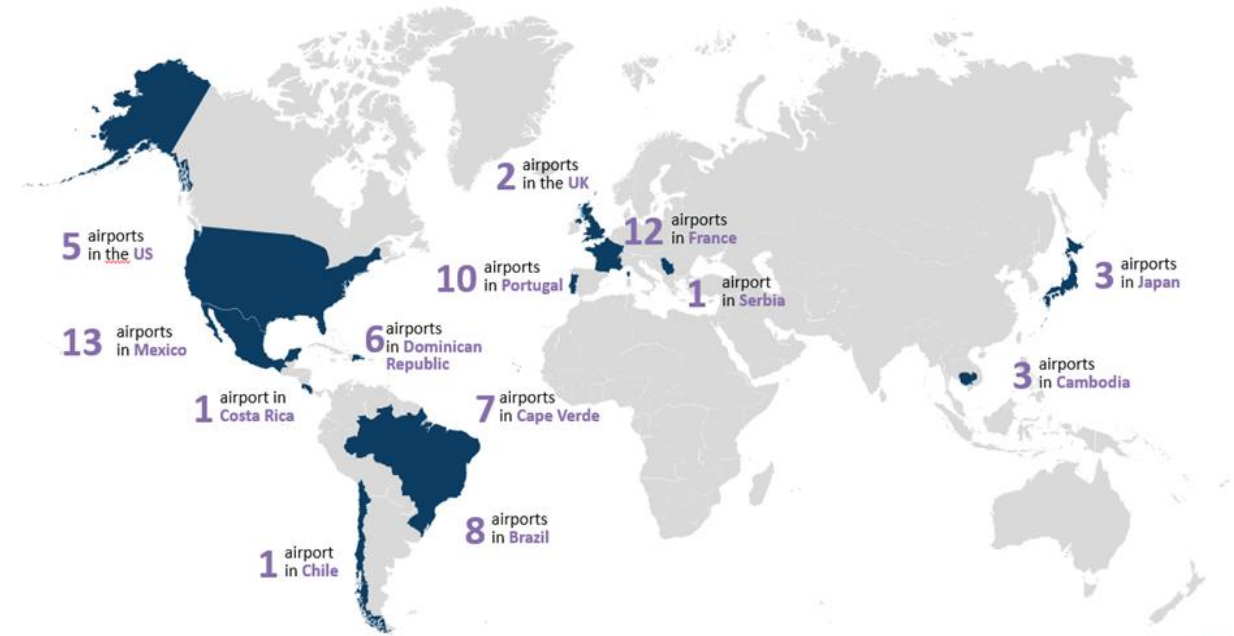 2 airports
in the UK
12 airports
in France
5 airports
in the US
10 airports
in Portugal
1 airport
in Serbia
3 airports
in Japan
13 airports
in Mexico
6 airports
in Dominican
Republic
3 airports
in Cambodia
1 airport in
Costa Rica
7 airports
in Cape Verde
8 airports
in Brazil
1 airport
in Chile